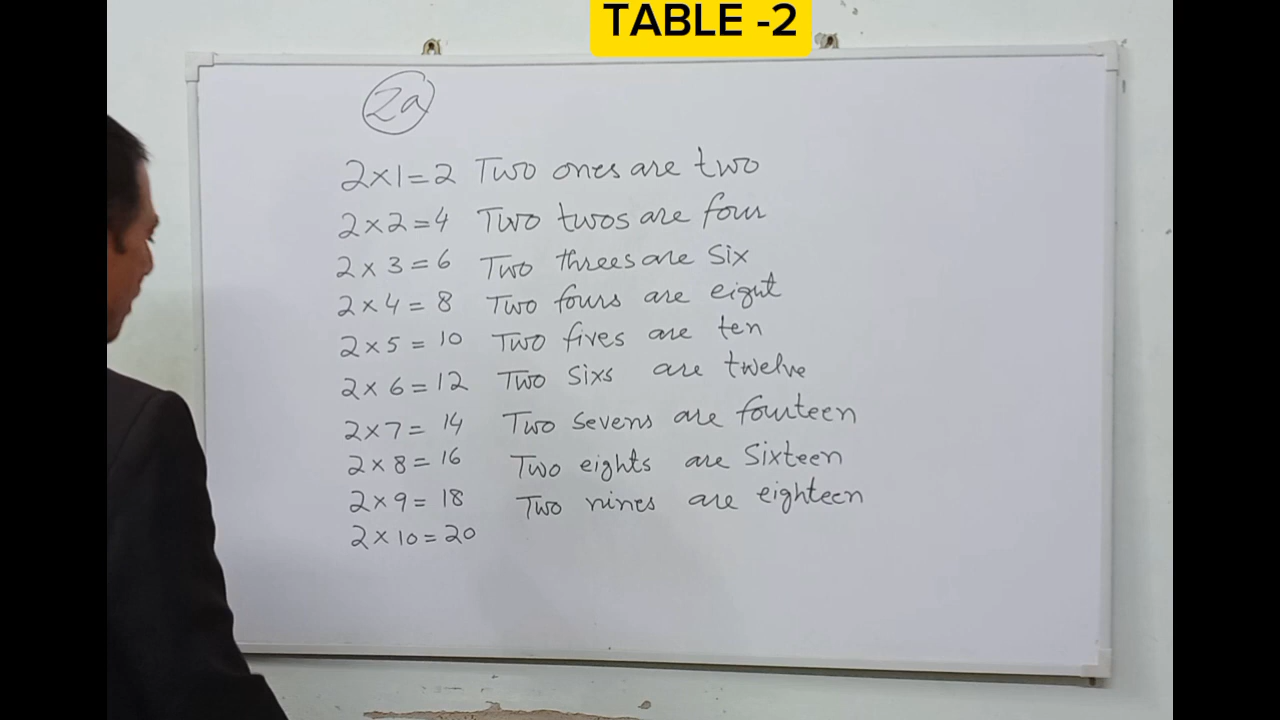 TABLE -2
2a
2×1=2 Two ones are two
2×2=4 Two twos are four
2×3=6 Two threes are six
2×4=8 Two fours are eight
2×5=10 Two fives are ten
2×6=12 Two sixs are twelve
2×7=14 Two sevens are fourteen
2×8=16 Two eights are sixteen
2×9=18 Two nines are eighteen
2×10=20